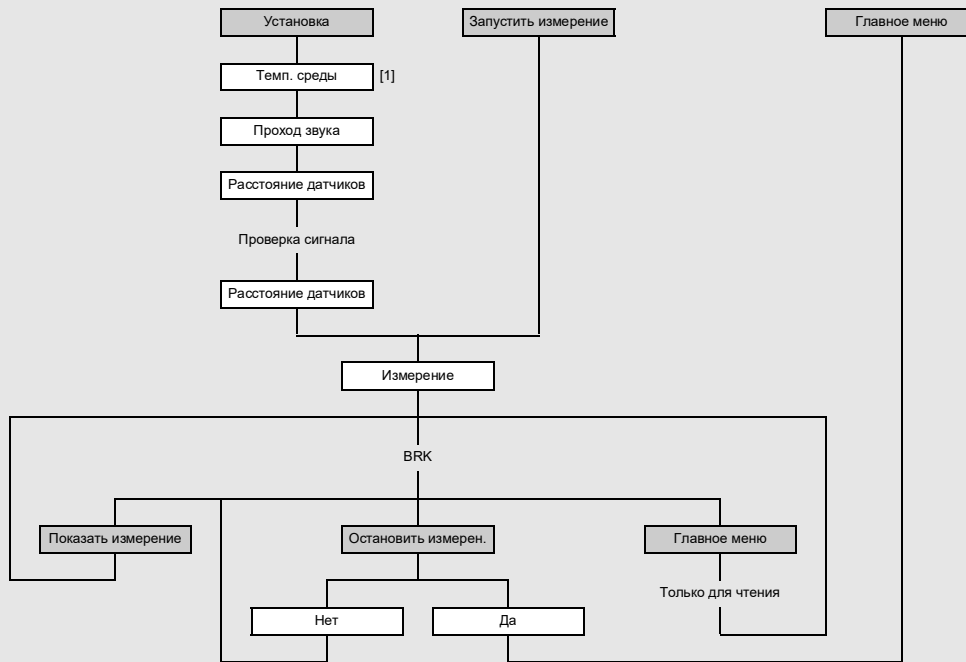 Установка
Запустить измерение
Главное меню
Темп. среды
[1]
Проход звука
Расстояние датчиков
Проверка сигнала
Расстояние датчиков
Измерение
BRK
Показать измерение
Остановить измерен.
Главное меню
Только для чтения
Нет
Да